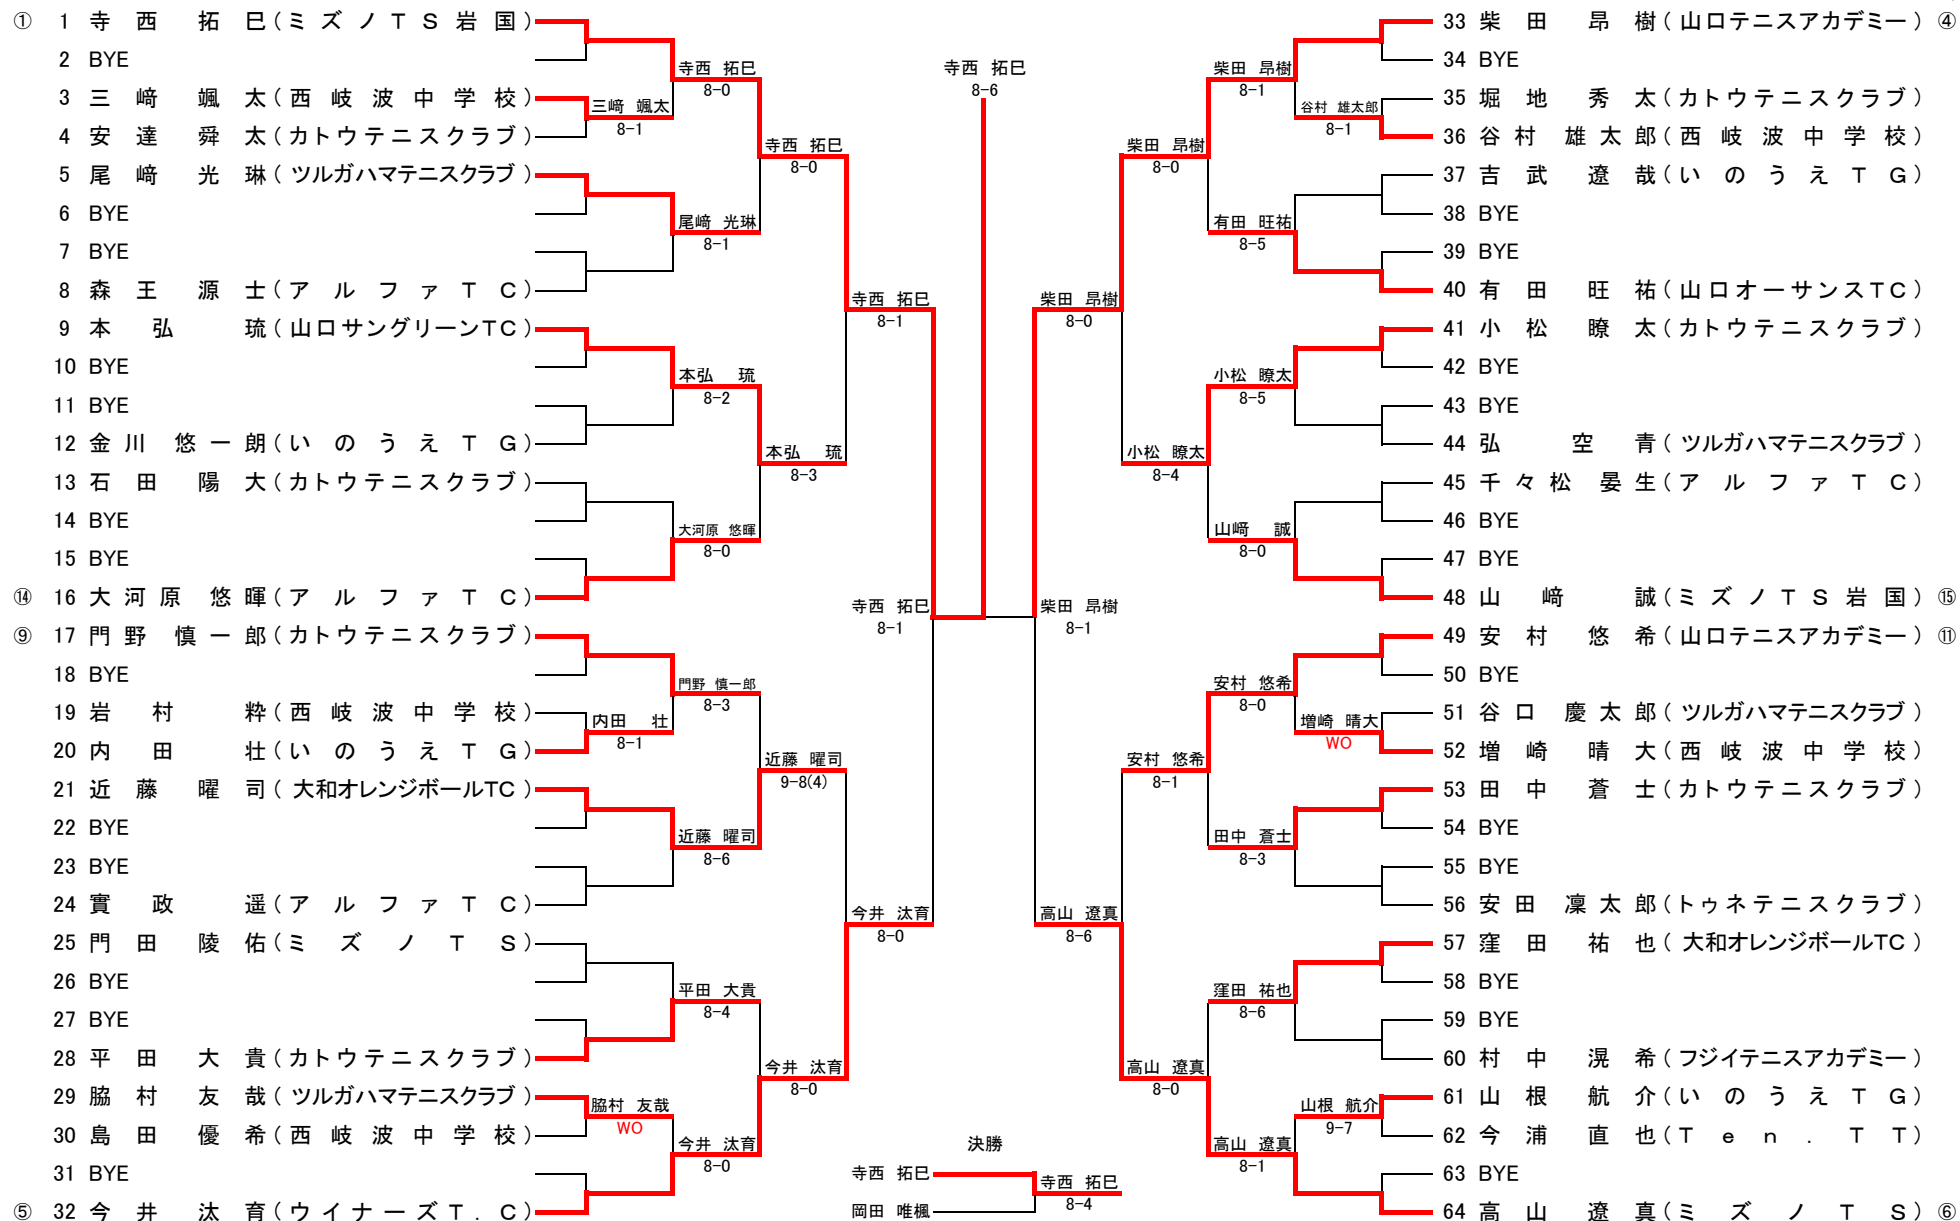 ① 1 寺西 拓巳(ミズノTS岩国)
2 BYE
3 三﨑 颯太(西岐波中学校)
4 安達 舜太(カトウテニスクラブ)
5 尾﨑 光琳(ツルガハマテニスクラブ)
6 BYE
7 BYE
8 森王 源士(アルファTC)
9 本弘 琉(山口サングリーンTC)
10 BYE
11 BYE
12 金川 悠一朗(いのうえTG)
13 石田 陽大(カトウテニスクラブ)
14 BYE
15 BYE
⑭ 16 大河原 悠暉(アルファTC)
⑨ 17 門野 慎一郎(カトウテニスクラブ)
18 BYE
19 岩村 粋(西岐波中学校)
20 内田 壮(いのうえTG)
21 近藤 曜司(大和オレンジボールTC)
22 BYE
23 BYE
24 實政 遥(アルファTC)
25 門田 陵佑(ミズノTS)
26 BYE
27 BYE
28 平田 大貴(カトウテニスクラブ)
29 脇村 友哉(ツルガハマテニスクラブ)
30 島田 優希(西岐波中学校)
31 BYE
⑤ 32 今井 汰育(ウイナーズT.C)
三﨑 颯太
8-1
内田 壮
8-1
脇村 友哉
WO
寺西 拓巳
8-0
尾﨑 光琳
8-1
本弘 琉
8-2
大河原 悠暉
8-0
門野 慎一郎
8-3
近藤 曜司
8-6
平田 大貴
8-4
今井 汰育
8-0
寺西 拓巳
8-0
本弘 琉
8-3
近藤 曜司
9-8(4)
今井 汰育
8-0
寺西 拓巳
8-1
今井 汰育
8-0
寺西 拓巳
8-1
寺西 拓巳
8-6
柴田 昂樹
8-1
柴田 昂樹
8-0
高山 遼真
8-6
柴田 昂樹
8-0
小松 瞭太
8-4
安村 悠希
8-1
高山 遼真
8-0
柴田 昂樹
8-1
有田 旺祐
8-5
小松 瞭太
8-5
山﨑 誠
8-0
安村 悠希
8-0
田中 蒼士
8-3
窪田 祐也
8-6
高山 遼真
8-1
谷村 雄太郎
8-1
増崎 晴大
WO
山根 航介
9-7
33 柴田 昂樹(山口テニスアカデミー) ④
34 BYE
35 堀地 秀太(カトウテニスクラブ)
36 谷村 雄太郎(西岐波中学校)
37 吉武 遼哉(いのうえTG)
38 BYE
39 BYE
40 有田 旺祐(山口オーサンスTC)
41 小松 瞭太(カトウテニスクラブ)
42 BYE
43 BYE
44 弘 空青(ツルガハマテニスクラブ)
45 千々松 晏生(アルファTC)
46 BYE
47 BYE
48 山﨑 誠(ミズノTS岩国) ⑮
49 安村 悠希(山口テニスアカデミー) ⑪
50 BYE
51 谷口 慶太郎(ツルガハマテニスクラブ)
52 増崎 晴大(西岐波中学校)
53 田中 蒼士(カトウテニスクラブ)
54 BYE
55 BYE
56 安田 凜太郎(トゥネテニスクラブ)
57 窪田 祐也(大和オレンジボールTC)
58 BYE
59 BYE
60 村中 滉希(フジイテニスアカデミー)
61 山根 航介(いのうえTG)
62 今浦 直也(Ten.TT)
63 BYE
64 高山 遼真(ミズノTS) ⑥
決勝
寺西 拓巳
岡田 唯楓
寺西 拓巳
8-4